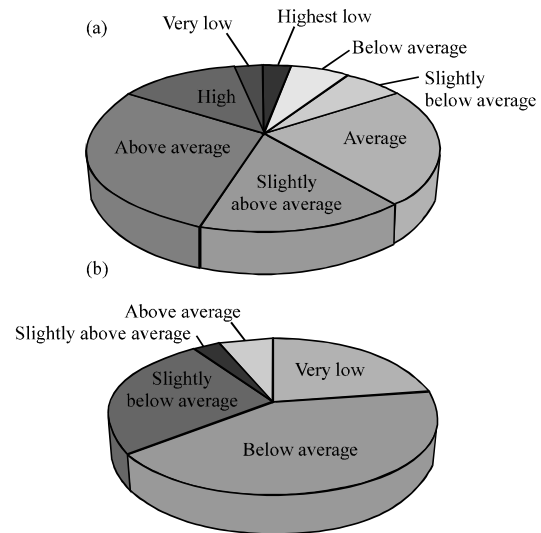 (a)
Very low
Highest low
Below average
Slightly
below average
High
Average
Above average
Slightly
above average
(b)
Above average
Slightly above average
Very low
Slightly
below average
Below average